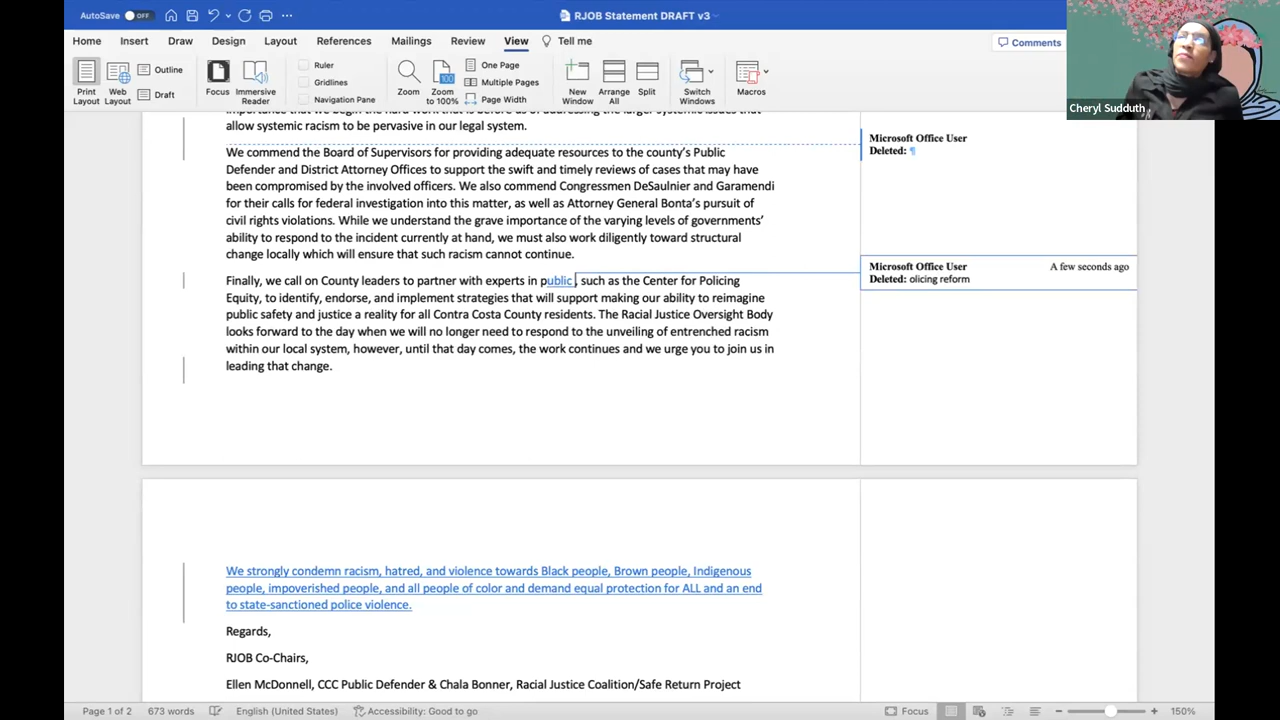 AutoSave OFF
RJOB Statement DRAFT v3
Home Insert Draw Design Layout References Mailings Review View Tell me
Comments
Print Layout
Web Layout
Outline
Draft
Focus
Immersive Reader
Ruler
Gridlines
Navigation Pane
Zoom
Zoom to 100%
One Page
Multiple Pages
Page Width
New Window
Arrange All
Split
Switch Windows
Macros
Cheryl Sudduth
allow systemic racism to be pervasive in our legal system.
We commend the Board of Supervisors for providing adequate resources to the county's Public
Defender and District Attorney Offices to support the swift and timely reviews of cases that may have
been compromised by the involved officers. We also commend Congressmen DeSaulnier and Garamendi
for their calls for federal investigation into this matter, as well as Attorney General Bonta's pursuit of
civil rights violations. While we understand the grave importance of the varying levels of governments'
ability to respond to the incident currently at hand, we must also work diligently toward structural
change locally which will ensure that such racism cannot continue.
Finally, we call on County leaders to partner with experts in public , such as the Center for Policing
Equity, to identify, endorse, and implement strategies that will support making our ability to reimagine
public safety and justice a reality for all Contra Costa County residents. The Racial Justice Oversight Body
looks forward to the day when we will no longer need to respond to the unveiling of entrenched racism
within our local system, however, until that day comes, the work continues and we urge you to join us in
leading that change.
Microsoft Office User
Deleted: ¶
Microsoft Office User A few seconds ago
Deleted: olicing reform
We strongly condemn racism, hatred, and violence towards Black people, Brown people, Indigenous
people, impoverished people, and all people of color and demand equal protection for ALL and an end
to state-sanctioned police violence.
Regards,
RJOB Co-Chairs,
Ellen McDonnell, CCC Public Defender & Chala Bonner, Racial Justice Coalition/Safe Return Project
Page 1 of 2 673 words English (United States) Accessibility: Good to go Focus 150%